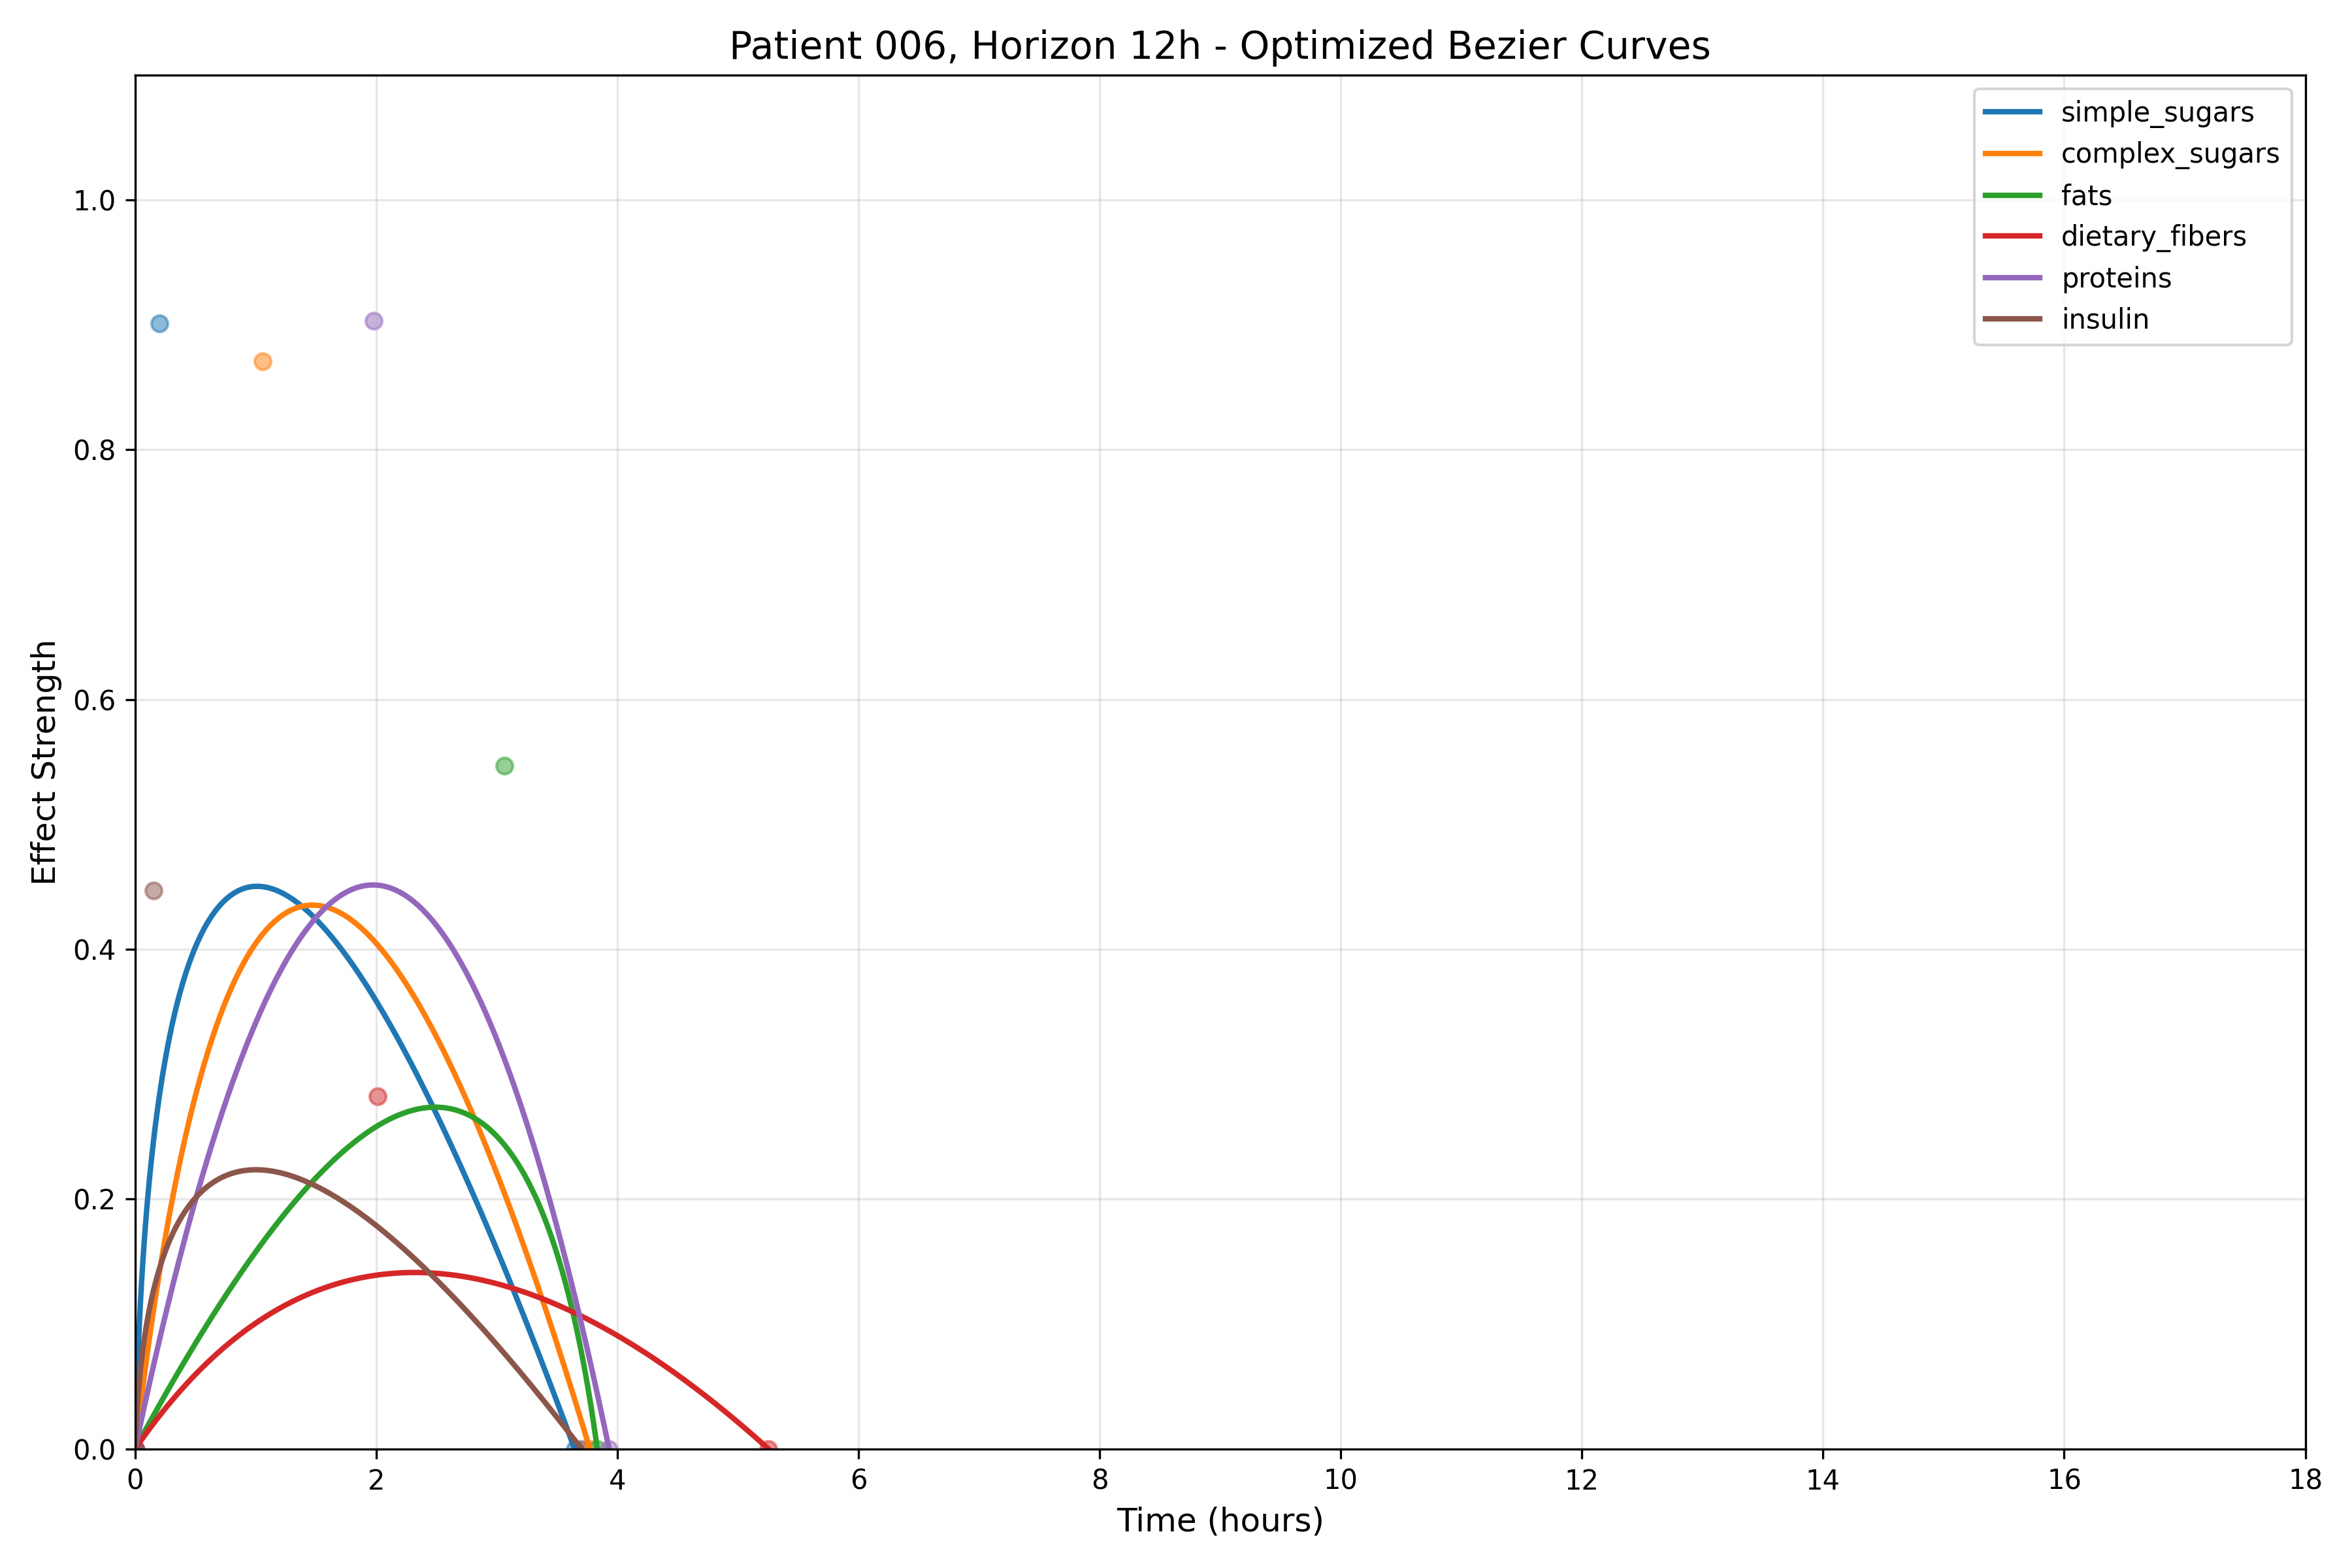 Patient 006, Horizon 12h - Optimized Bezier Curves
simple_sugars
complex_sugars
fats
dietary_fibers
proteins
insulin
Effect Strength
1.0
0.8
0.6
0.4
0.2
0.0
0 2 4 6 8 10 12 14 16 18
Time (hours)